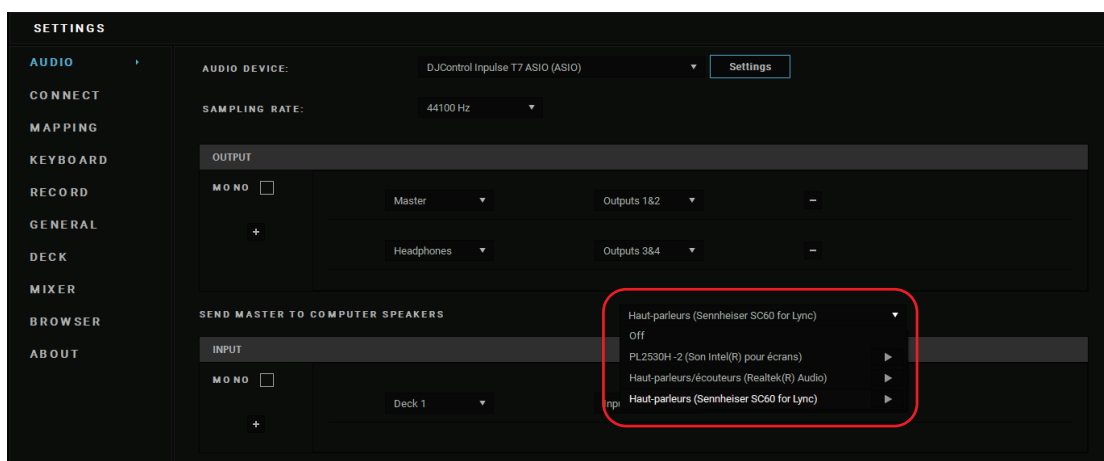 SETTINGS
AUDIO
CONNECT
MAPPING
KEYBOARD
RECORD
GENERAL
DECK
MIXER
BROWSER
ABOUT
AUDIO DEVICE: DJControl Inpulse T7 ASIO (ASIO) Settings
SAMPLING RATE: 44100 Hz
OUTPUT
MONO
Master Outputs 1&2 −
+
Headphones Outputs 3&4 −
SEND MASTER TO COMPUTER SPEAKERS Haut-parleurs (Sennheiser SC60 for Lync)
Off
PL2530H -2 (Son Intel(R) pour écrans)
Haut-parleurs/écouteurs (Realtek(R) Audio)
Haut-parleurs (Sennheiser SC60 for Lync)
INPUT
MONO
Deck 1
+